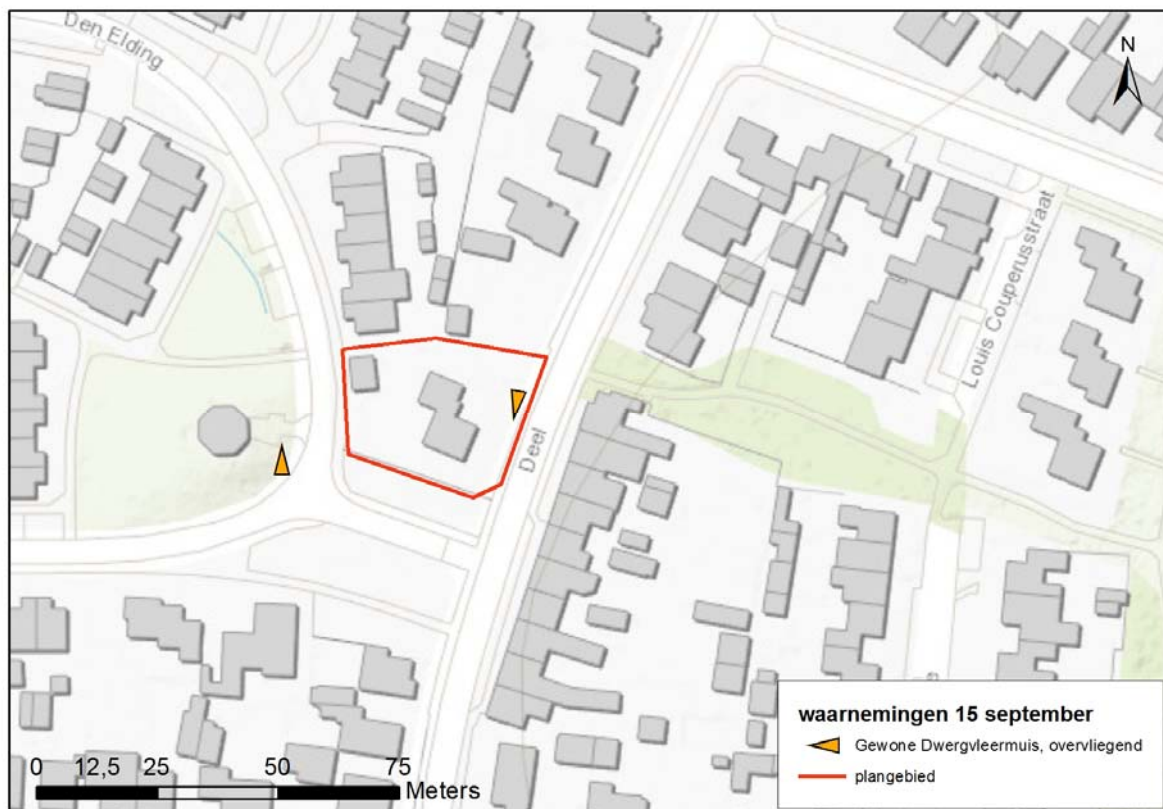 Den Elding
N
Louis Couperusstraat
Deel
waarnemingen 15 september
Gewone Dwergvleermuis, overvliegend
plangebied
0 12,5 25 50 75
Meters